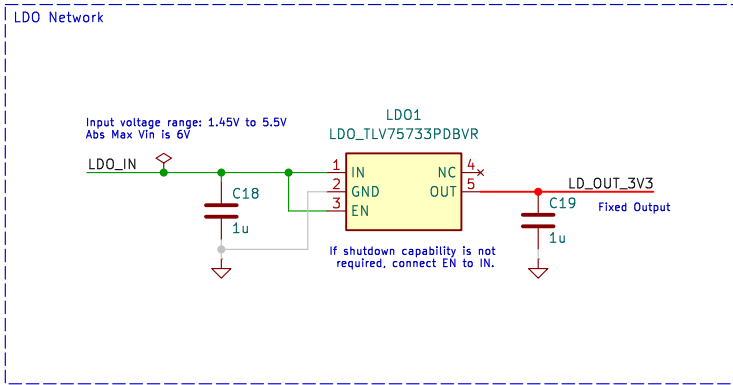 LDO Network
Input voltage range: 1.45V to 5.5V
Abs Max Vin is 6V
LDO_IN
C18
1u
LDO1
LDO_TLV75733PDBVR
1
IN
2
GND
3
EN
NC
4
OUT
5
LD_OUT_3V3
C19
1u
Fixed Output
If shutdown capability is not
required, connect EN to IN.